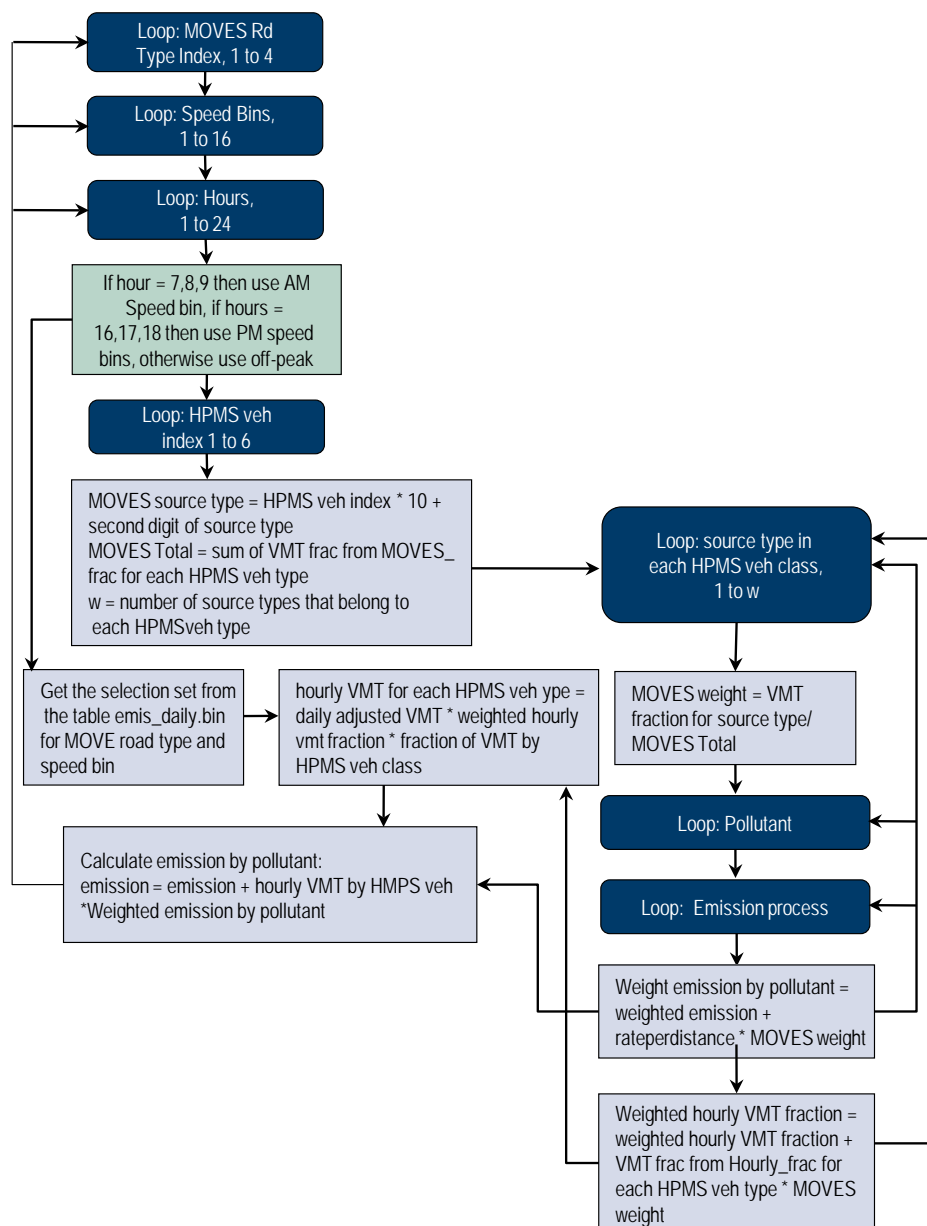 Loop: MOVES Rd
Type Index, 1 to 4
Loop: Speed Bins,
1 to 16
Loop: Hours,
1 to 24
If hour = 7,8,9 then use AM
Speed bin, if hours =
16,17,18 then use PM speed
bins, otherwise use off-peak
Loop: HPMS veh
index 1 to 6
MOVES source type = HPMS veh index * 10 +
second digit of source type
MOVES Total = sum of VMT frac from MOVES_
frac for each HPMS veh type
w = number of source types that belong to
each HPMSveh type
Loop: source type in
each HPMS veh class,
1 to w
Get the selection set from
the table emis_daily.bin
for MOVE road type and
speed bin
hourly VMT for each HPMS veh ype =
daily adjusted VMT * weighted hourly
vmt fraction * fraction of VMT by
HPMS veh class
MOVES weight = VMT
fraction for source type/
MOVES Total
Loop: Pollutant
Calculate emission by pollutant:
emission = emission + hourly VMT by HMPS veh
*Weighted emission by pollutant
Loop: Emission process
Weight emission by pollutant =
weighted emission +
rateperdistance * MOVES weight
Weighted hourly VMT fraction =
weighted hourly VMT fraction +
VMT frac from Hourly_frac for
each HPMS veh type * MOVES
weight